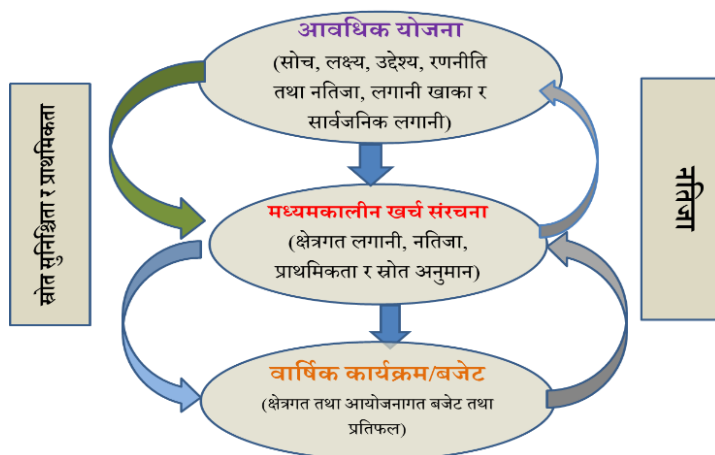 आवधिक योजना
(सोच, लक्ष्य, उद्देश्य, रणनीति
तथा नतिजा, लगानी खाका र
सार्वजनिक लगानी)
स्रोत सुनिश्चिता र प्राथमिकता
नतिजा
मध्यमकालीन खर्च संरचना
(क्षेत्रगत लगानी, नतिजा,
प्राथमिकता र स्रोत अनुमान)
वार्षिक कार्यक्रम/बजेट
(क्षेत्रगत तथा आयोजनागत बजेट तथा
प्रतिफल)